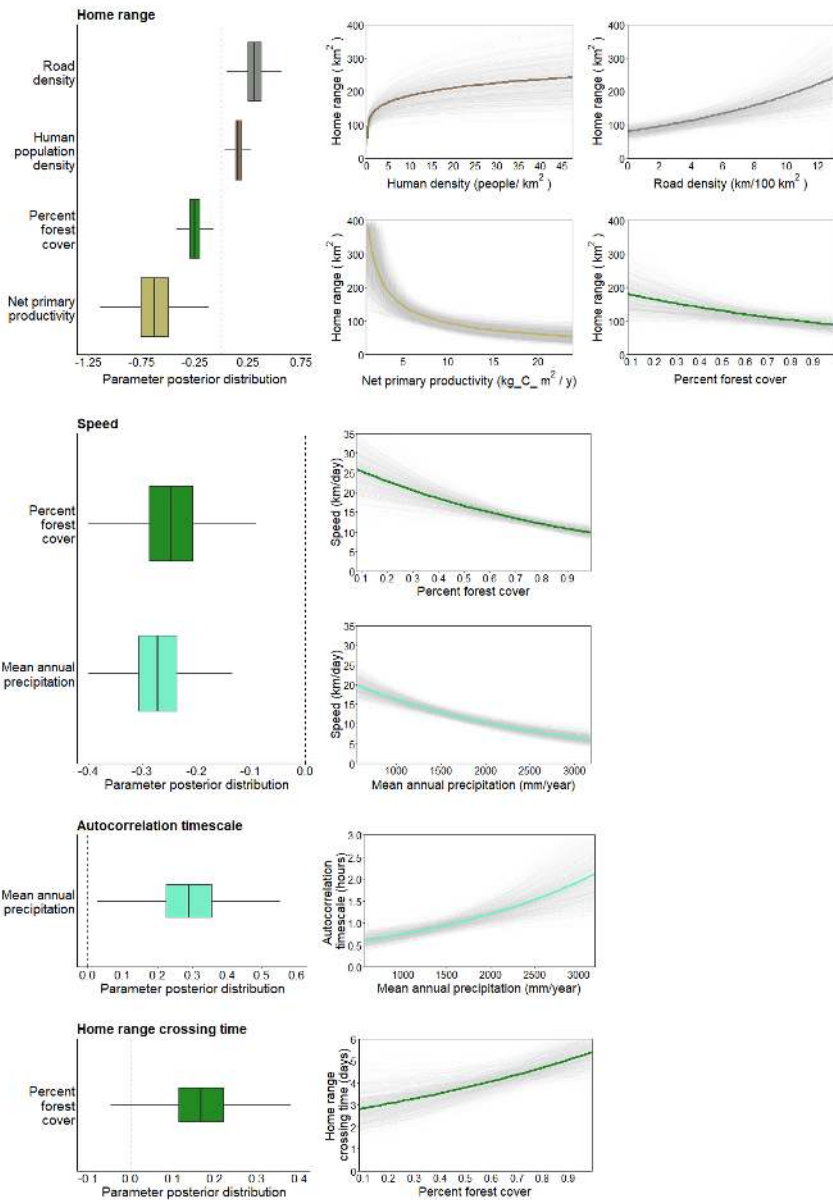 Home range
Road
density
Human
population
density
Percent
forest
cover
Net primary
productivity
-1.25 -0.75 -0.25 0.25 0.75
Parameter posterior distribution
400
300
200
100
0
Home range ( km2 )
0 5 10 15 20 25 30 35 40 45
Human density (people/ km2 )
400
300
200
100
0
Home range ( km2 )
0 2 4 6 8 10 12
Road density (km/100 km2 )
400
300
200
100
0
Home range ( km2 )
5 10 15 20
Net primary productivity (kg_C_ m2 / y)
400
300
200
100
0
Home range ( km2 )
0.1 0.2 0.3 0.4 0.5 0.6 0.7 0.8 0.9
Percent forest cover
Speed
Percent
forest
cover
Mean annual
precipitation
-0.4 -0.3 -0.2 -0.1 0.0
Parameter posterior distribution
35
30
25
20
15
10
5
0
Speed (km/day)
0.1 0.2 0.3 0.4 0.5 0.6 0.7 0.8 0.9
Percent forest cover
35
30
25
20
15
10
5
0
Speed (km/day)
1000 1500 2000 2500 3000
Mean annual precipitation (mm/year)
Autocorrelation timescale
Mean annual
precipitation
0.0 0.1 0.2 0.3 0.4 0.5 0.6
Parameter posterior distribution
3.0
2.5
2.0
1.5
1.0
0.5
0.0
Autocorrelation
timescale (hours)
1000 1500 2000 2500 3000
Mean annual precipitation (mm/year)
Home range crossing time
Percent
forest
cover
-0.1 0.0 0.1 0.2 0.3 0.4
Parameter posterior distribution
6
5
4
3
2
1
0
Home range
crossing time (days)
0.1 0.2 0.3 0.4 0.5 0.6 0.7 0.8 0.9
Percent forest cover